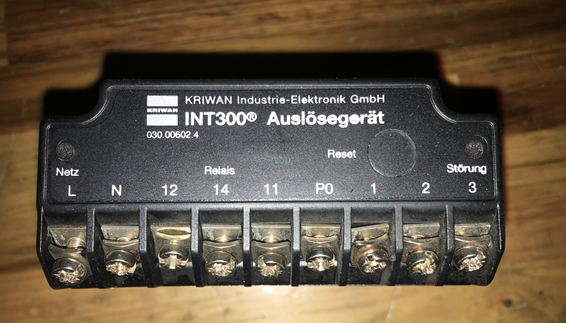 KRIWAN Industrie-Elektronik GmbH
KRIWAN
INT300® Auslösegerät
030.00602.4
Reset
Netz Relais Störung
L N 12 14 11 P0 1 2 3